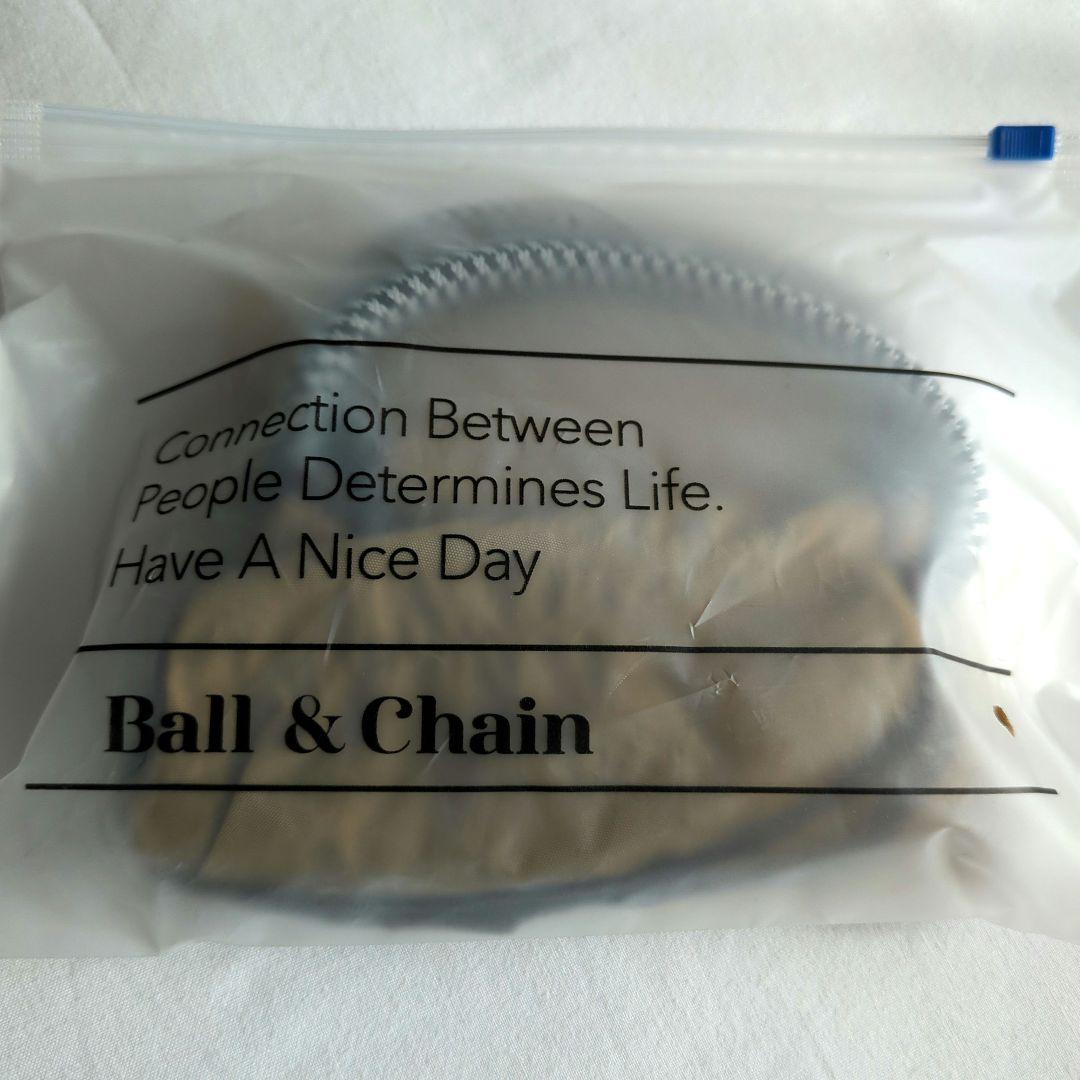 Connection Between
People Determines Life.
Have A Nice Day
Ball & Chain